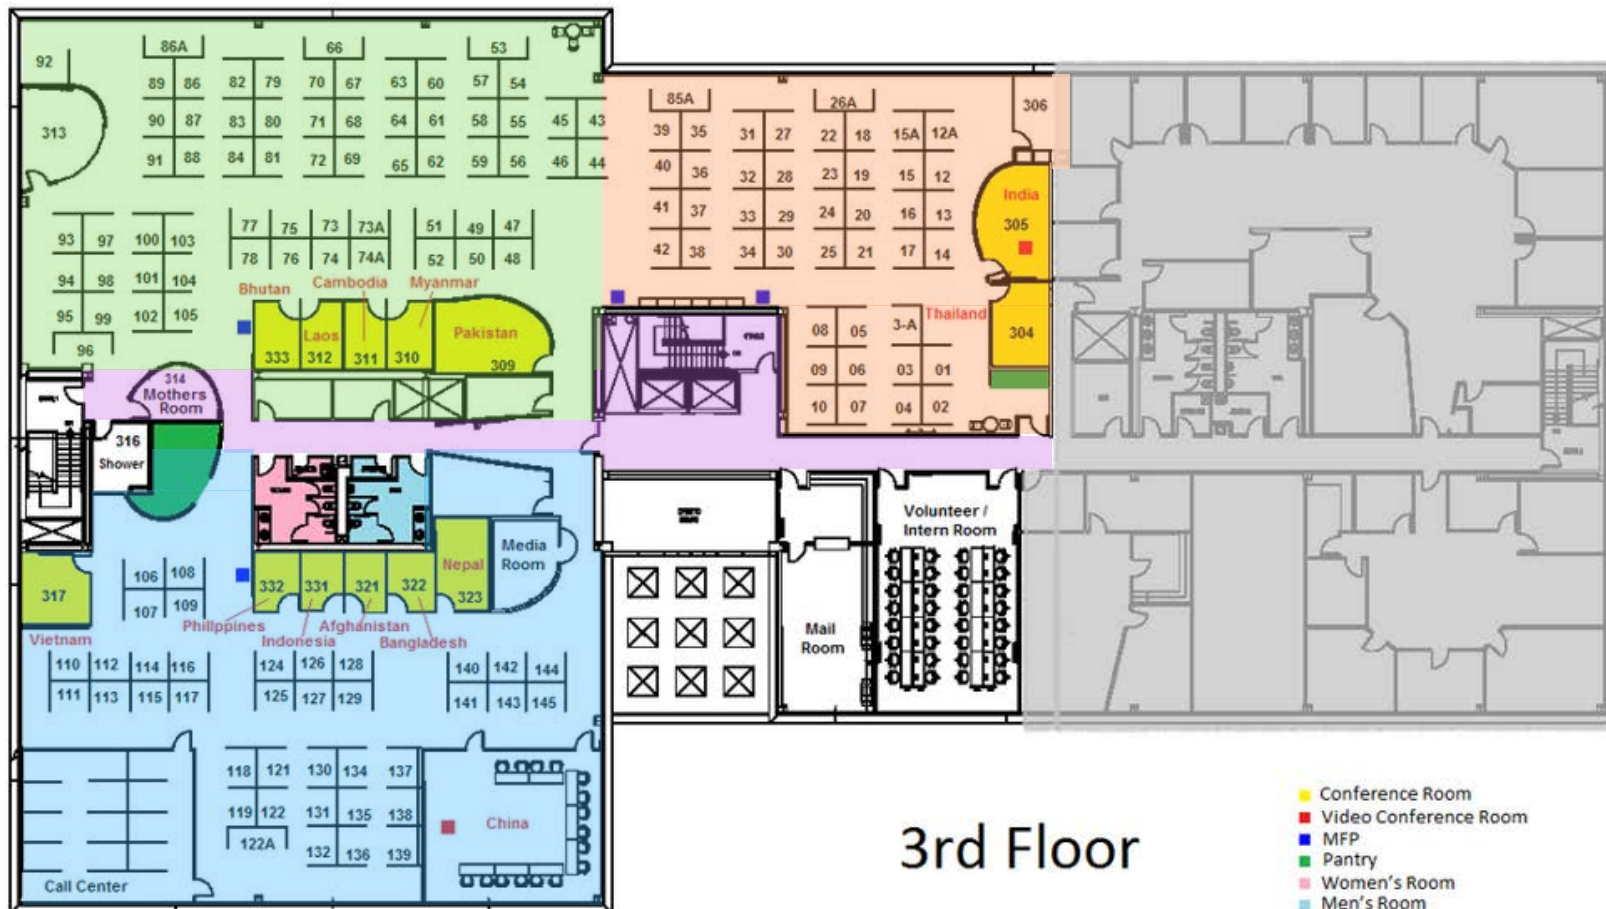 86A
66
53
92
89 86
82 79
70 67
63 60
57 54
90 87
83 80
71 68
64 61
58 55
45 43
91 88
84 81
72 69
65 62
59 56
46 44
313
85A
26A
306
39 35
31 27
22 18
15A 12A
40 36
32 28
23 19
15 12
41 37
33 29
24 20
16 13
42 38
34 30
25 21
17 14
India
305
93 97
100 103
77 75 73 73A
51 49 47
78 76 74 74A
52 50 48
94 98
101 104
95 99
102 105
96
Bhutan
Cambodia
Myanmar
Laos
Pakistan
333
312
311
310
309
Thailand
304
08 05
3-A
09 06
03 01
10 07
04 02
314
Mothers
Room
316
Shower
Volunteer /
Intern Room
Media
Room
Nepal
323
317
Vietnam
106 108
107 109
332
331
321
322
Philippines
Indonesia
Afghanistan
Bangladesh
Mail
Room
110 112 114 116
124 126 128
140 142 144
111 113 115 117
125 127 129
141 143 145
118 121
130 134
137
119 122
131 135
138
122A
132 136
139
China
Call Center
3rd Floor
Conference Room
Video Conference Room
MFP
Pantry
Women's Room
Men's Room